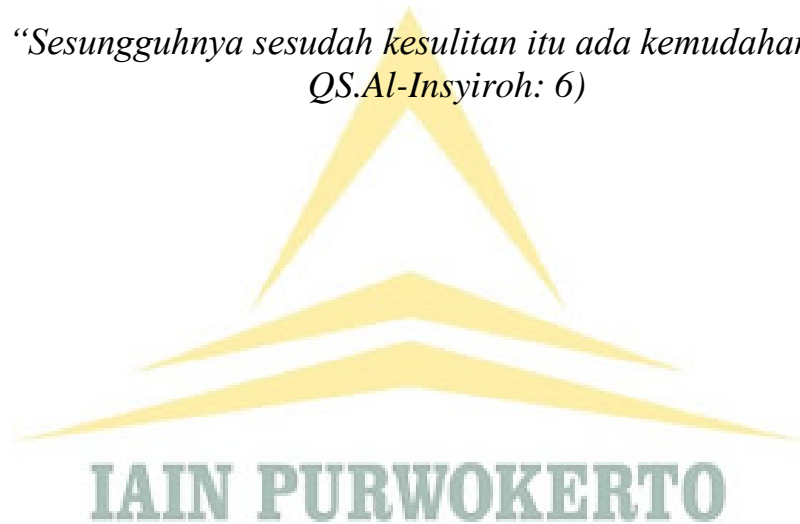 “Sesungguhnya sesudah kesulitan itu ada kemudahan
QS.Al-Insyiroh: 6)
IAIN PURWOKERTO